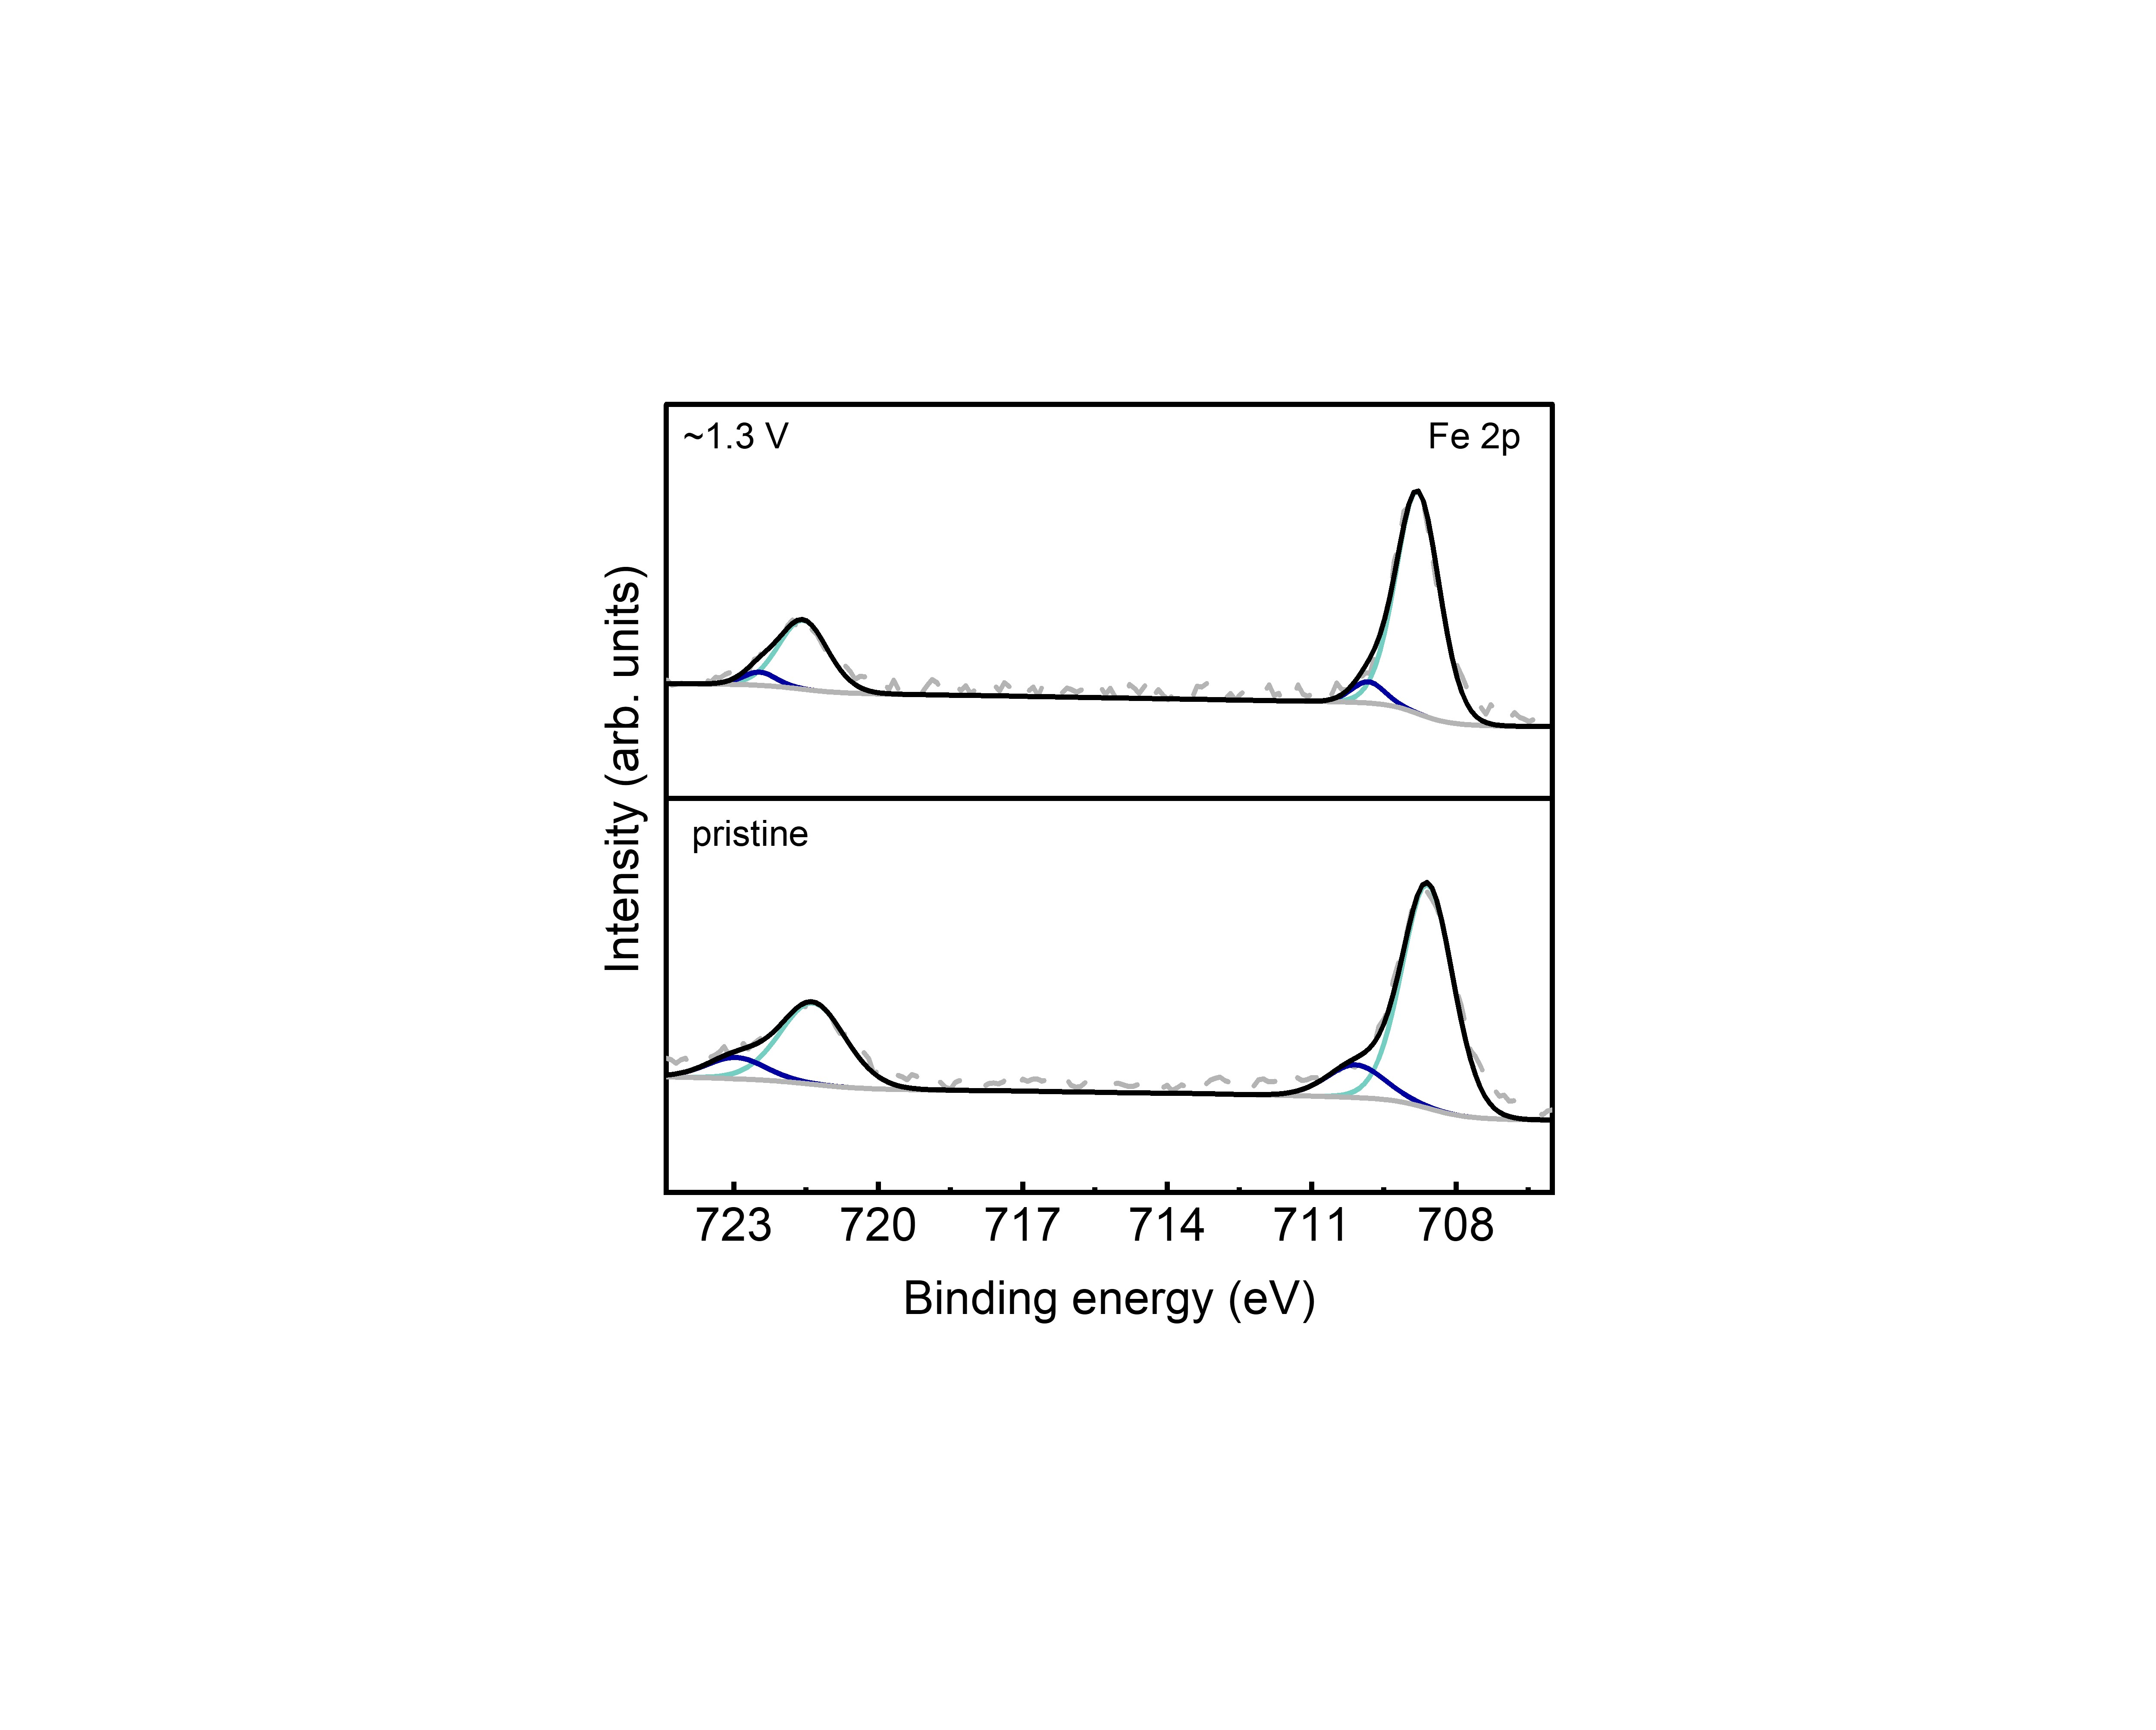 ~1.3 V
Fe 2p
pristine
Intensity (arb. units)
723 720 717 714 711 708
Binding energy (eV)